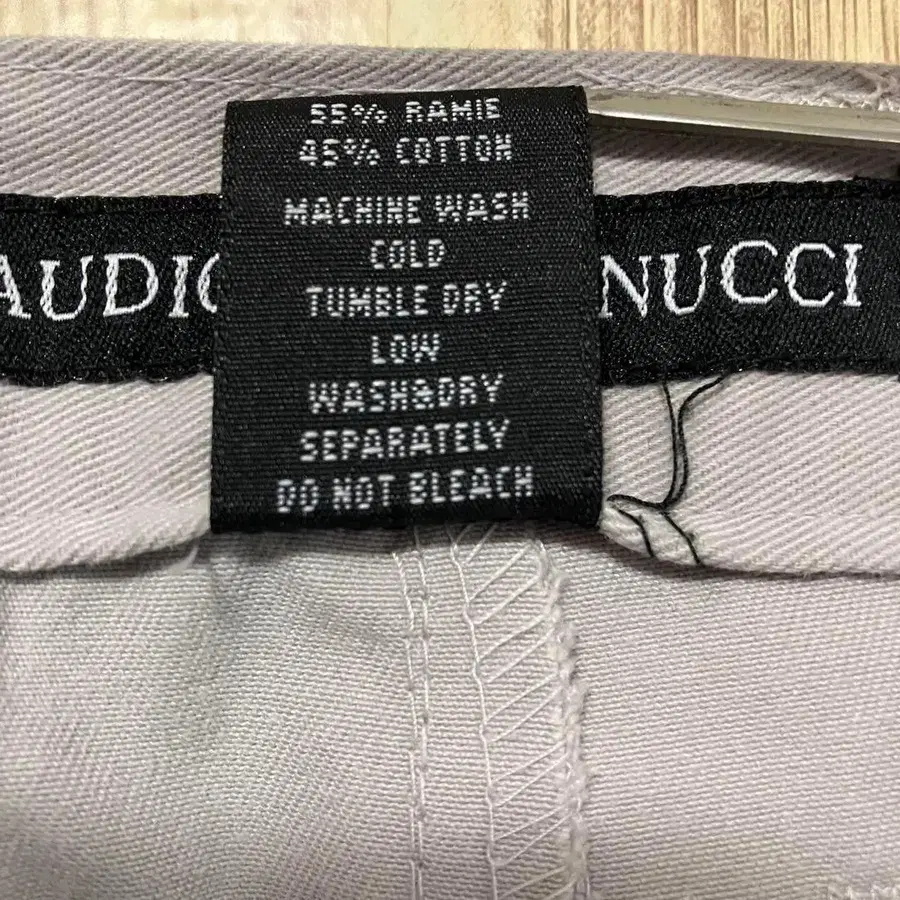 55% RAMIE
45% COTTON
MACHINE WASH
COLD
AUDIO NUCCI
TUMBLE DRY
LOW
WASH&DRY
SEPARATELY
DO NOT BLEACH